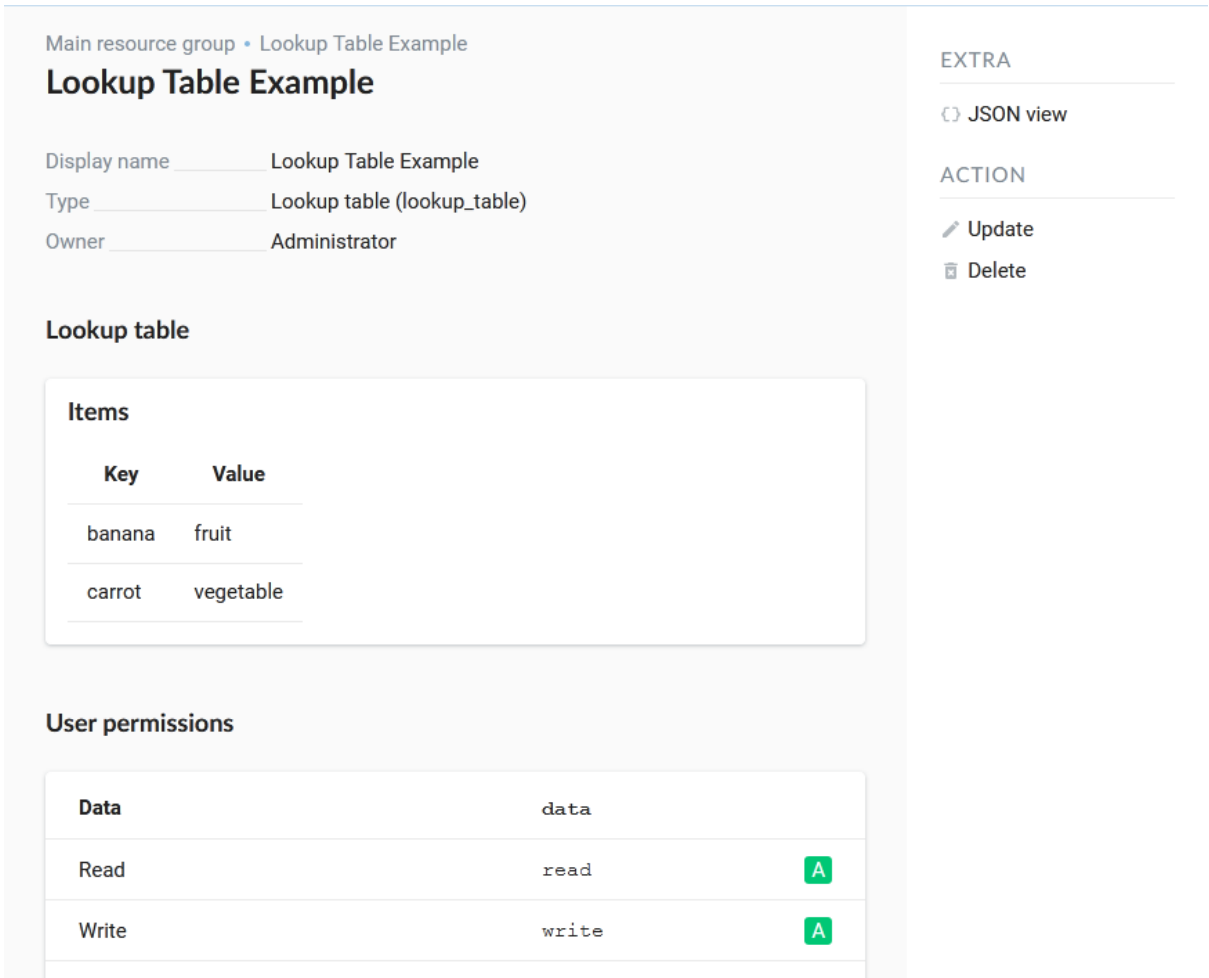 Main resource group • Lookup Table Example
Lookup Table Example
Display name Lookup Table Example
Type Lookup table (lookup_table)
Owner Administrator
Lookup table
Items
Key Value
banana fruit
carrot vegetable
User permissions
Data data
Read read A
Write write A
EXTRA
{} JSON view
ACTION
Update
Delete